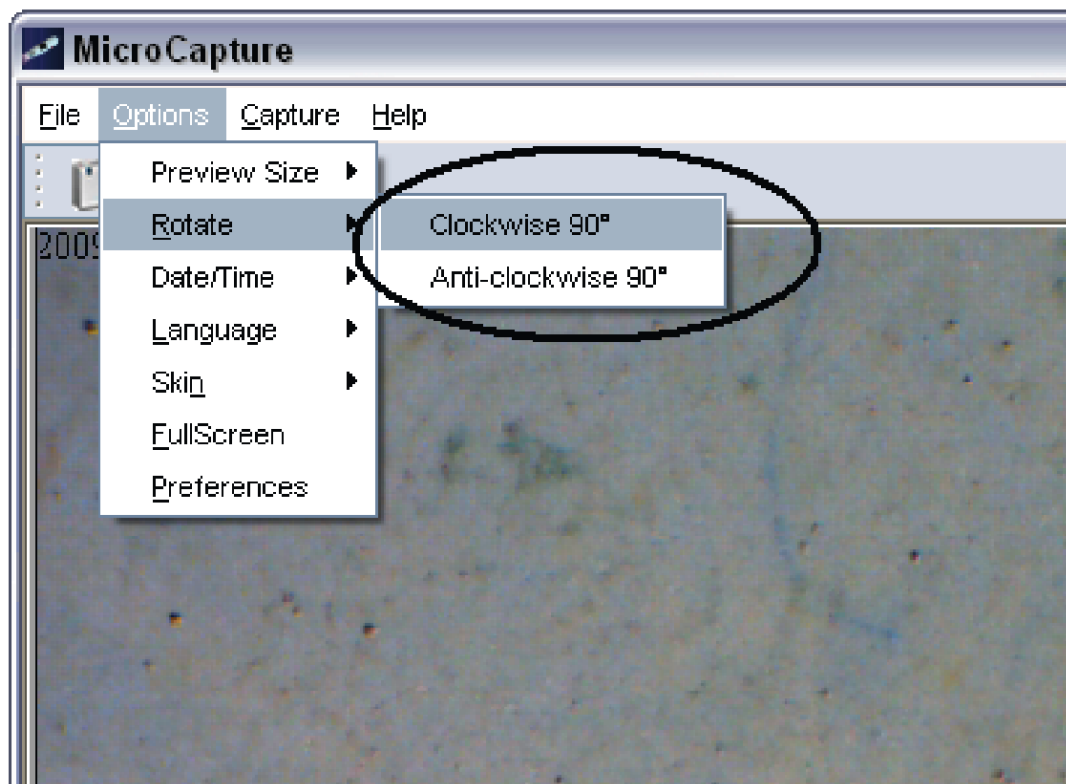 MicroCapture
File Options Capture Help
Preview Size
Rotate
Clockwise 90°
Anti-clockwise 90°
Date/Time
Language
Skin
FullScreen
Preferences
2009